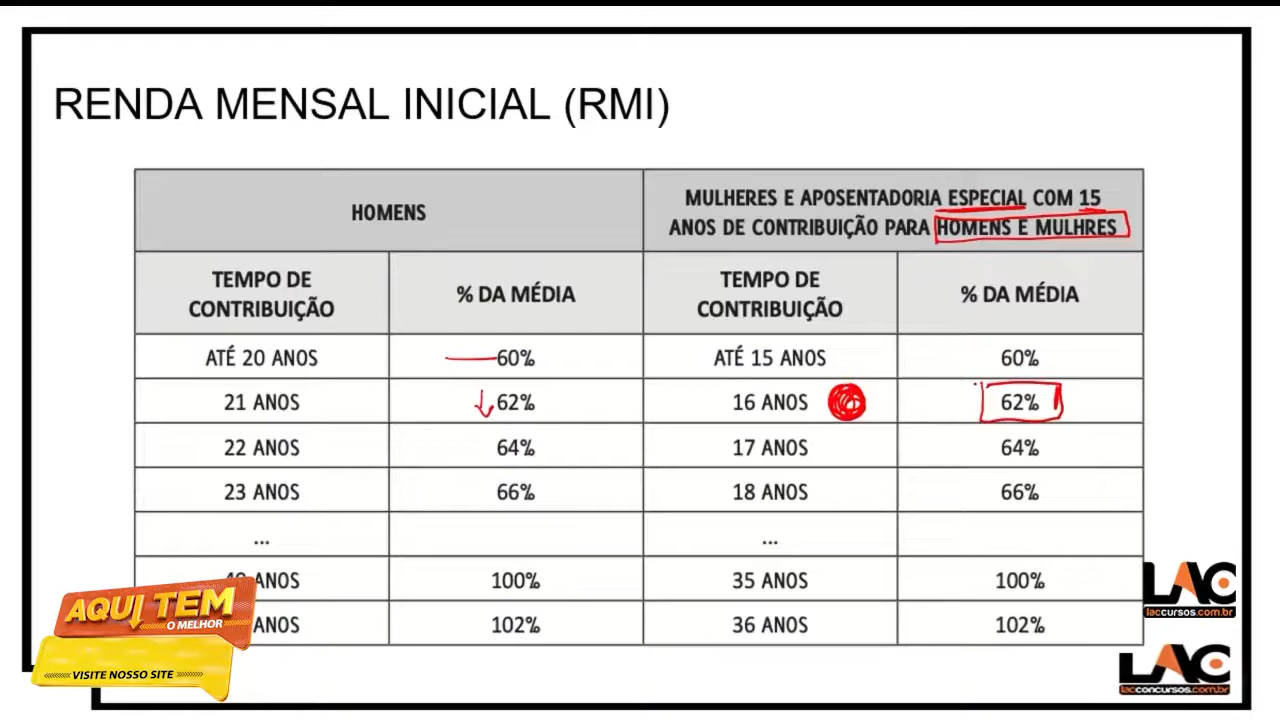 RENDA MENSAL INICIAL (RMI)
HOMENS
MULHERES E APOSENTADORIA ESPECIAL COM 15
ANOS DE CONTRIBUIÇÃO PARA HOMENS E MULHRES
TEMPO DE
CONTRIBUIÇÃO
% DA MÉDIA
TEMPO DE
CONTRIBUIÇÃO
% DA MÉDIA
ATÉ 20 ANOS 60% ATÉ 15 ANOS 60%
21 ANOS 62% 16 ANOS 62%
22 ANOS 64% 17 ANOS 64%
23 ANOS 66% 18 ANOS 66%
... ...
ANOS 100% 35 ANOS 100%
ANOS 102% 36 ANOS 102%
AQUI TEM
O MELHOR
VISITE NOSSO SITE
LAC
laccursos.com.br
LAC
lacconcursos.com.br